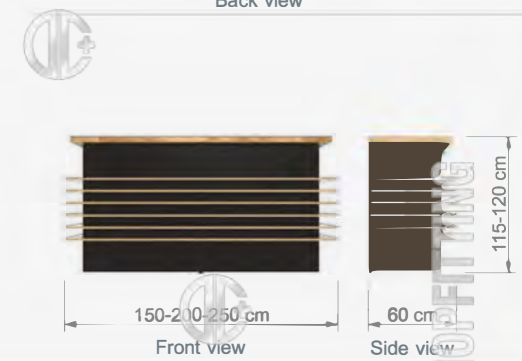 Back view
115-120 cm
150-200-250 cm
60 cm
Front view
Side view